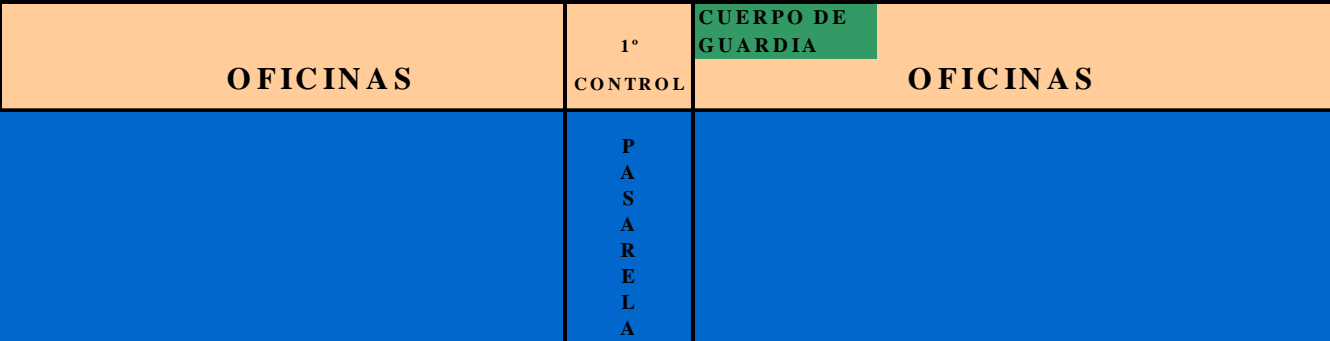 OFICINAS
1º
CONTROL
CUERPO DE
GUARDIA
OFICINAS
P
A
S
A
R
E
L
A